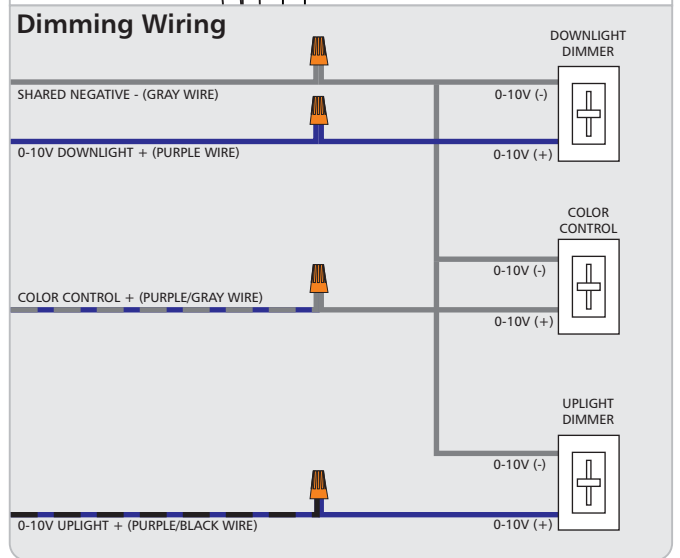 Dimming Wiring
DOWNLIGHT
DIMMER
SHARED NEGATIVE - (GRAY WIRE)
0-10V (-)
0-10V DOWNLIGHT + (PURPLE WIRE)
0-10V (+)
COLOR
CONTROL
0-10V (-)
COLOR CONTROL + (PURPLE/GRAY WIRE)
0-10V (+)
UPLIGHT
DIMMER
0-10V (-)
0-10V UPLIGHT + (PURPLE/BLACK WIRE)
0-10V (+)